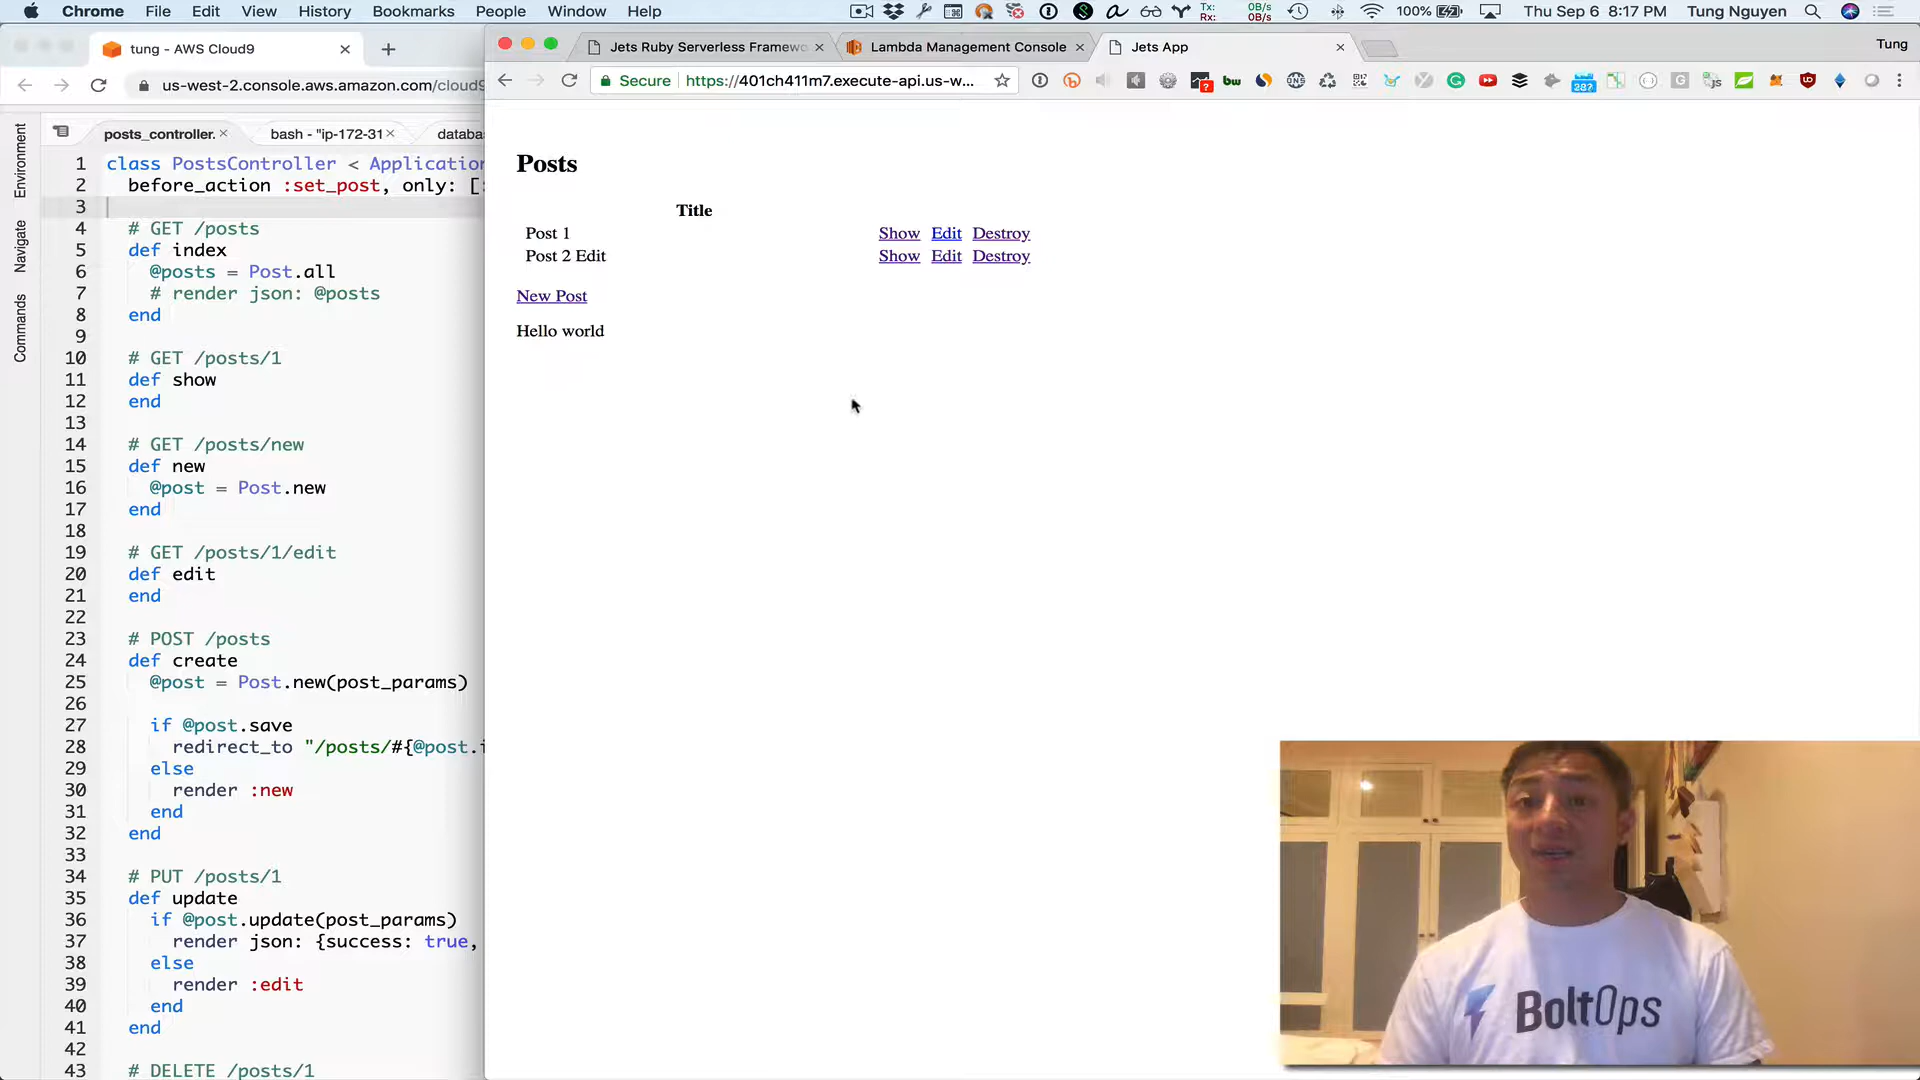 Chrome File Edit View History Bookmarks People Window Help
Tx: Rx: 0B/s 0B/s 100% Thu Sep 6 8:17 PM Tung Nguyen
tung - AWS Cloud9
us-west-2.console.aws.amazon.com/cloud9
Environment
Navigate
Commands
posts_controller. bash - "ip-172-31 databa
1 class PostsController < Application
2 before_action :set_post, only: [:
3
4 # GET /posts
5 def index
6 @posts = Post.all
7 # render json: @posts
8 end
9
10 # GET /posts/1
11 def show
12 end
13
14 # GET /posts/new
15 def new
16 @post = Post.new
17 end
18
19 # GET /posts/1/edit
20 def edit
21 end
22
23 # POST /posts
24 def create
25 @post = Post.new(post_params)
26
27 if @post.save
28 redirect_to "/posts/#{@post.i
29 else
30 render :new
31 end
32 end
33
34 # PUT /posts/1
35 def update
36 if @post.update(post_params)
37 render json: {success: true,
38 else
39 render :edit
40 end
41 end
42
43 # DELETE /posts/1
Jets Ruby Serverless Framewo Lambda Management Console Jets App Tung
Secure https://401ch411m7.execute-api.us-w...
Posts
Title
Post 1 Show Edit Destroy
Post 2 Edit Show Edit Destroy
New Post
Hello world
BoltOps